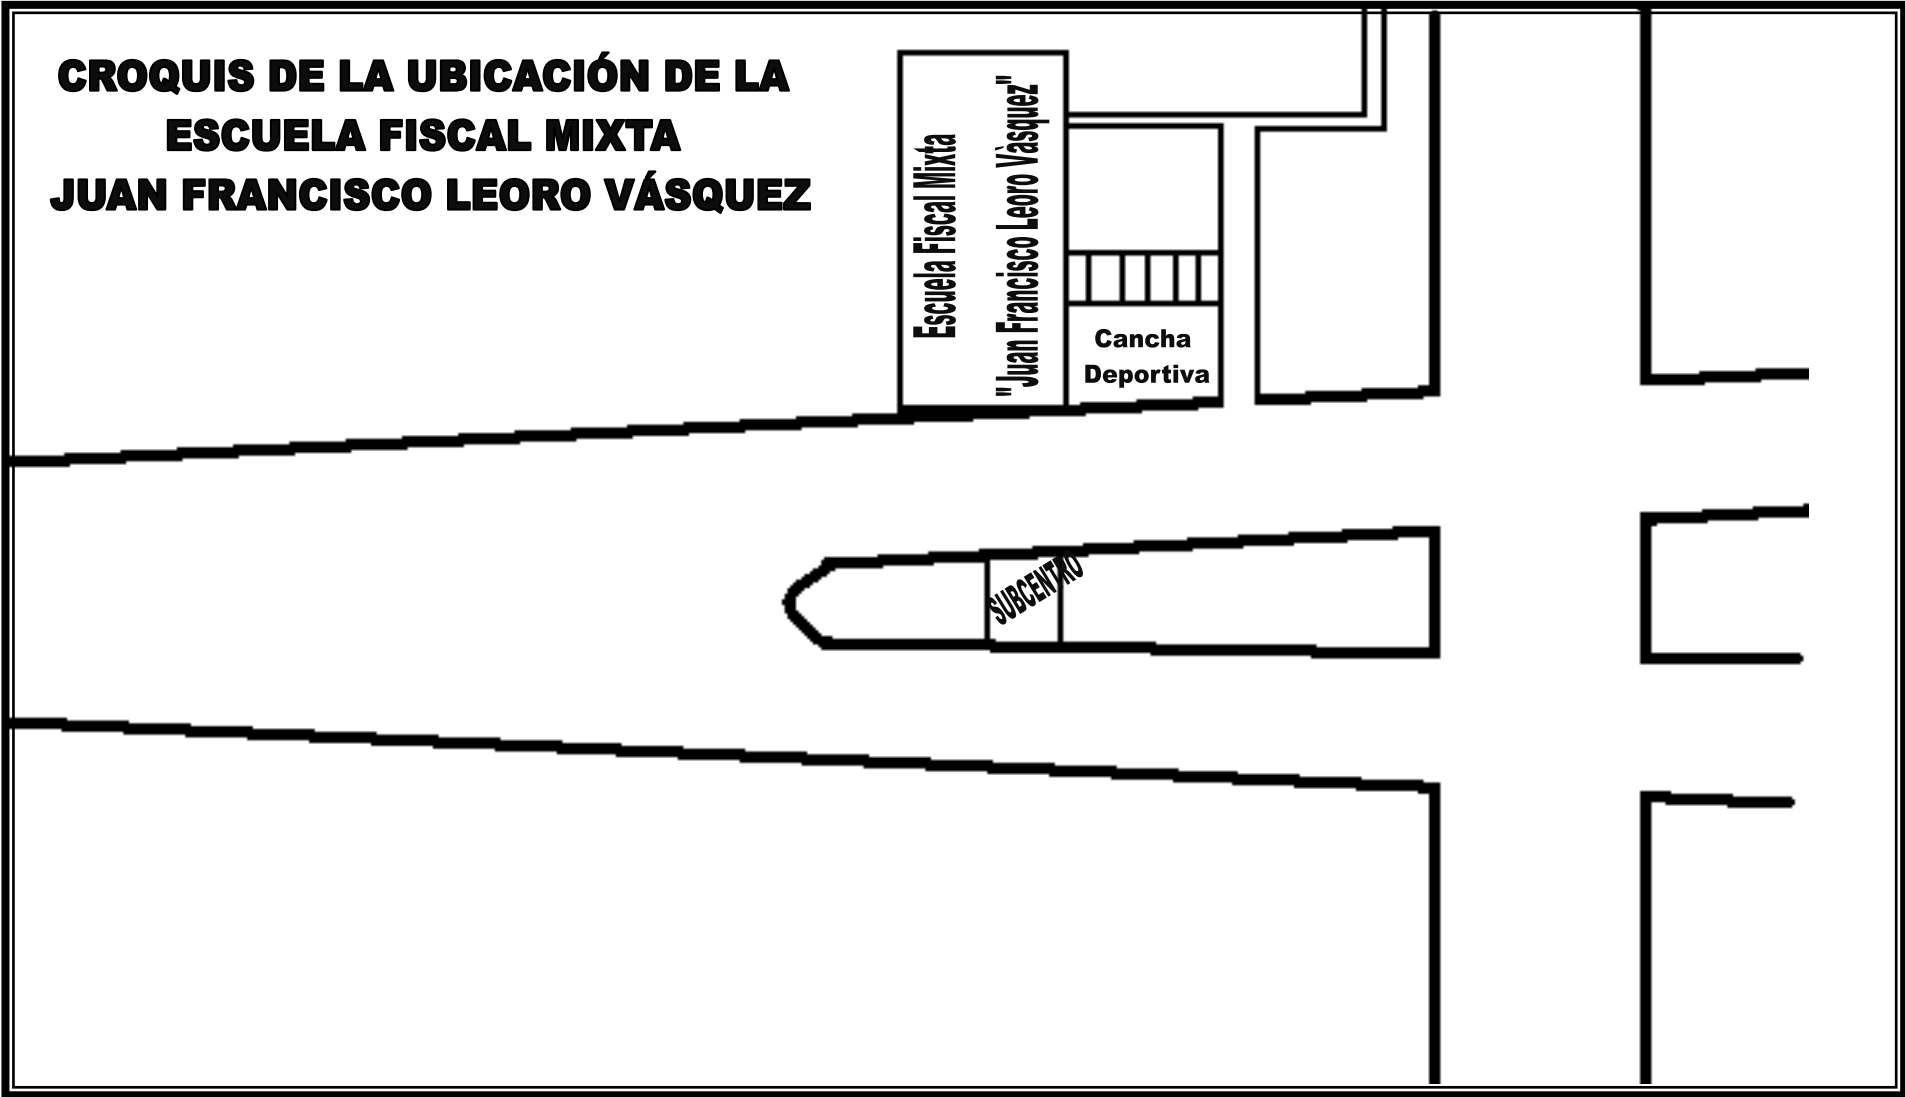 CROQUIS DE LA UBICACIÓN DE LA
ESCUELA FISCAL MIXTA
JUAN FRANCISCO LEORO VÁSQUEZ
Escuela Fiscal Mixta
"Juan Francisco Leoro Vàsquez"
Cancha
Deportiva
SUBCENTRO